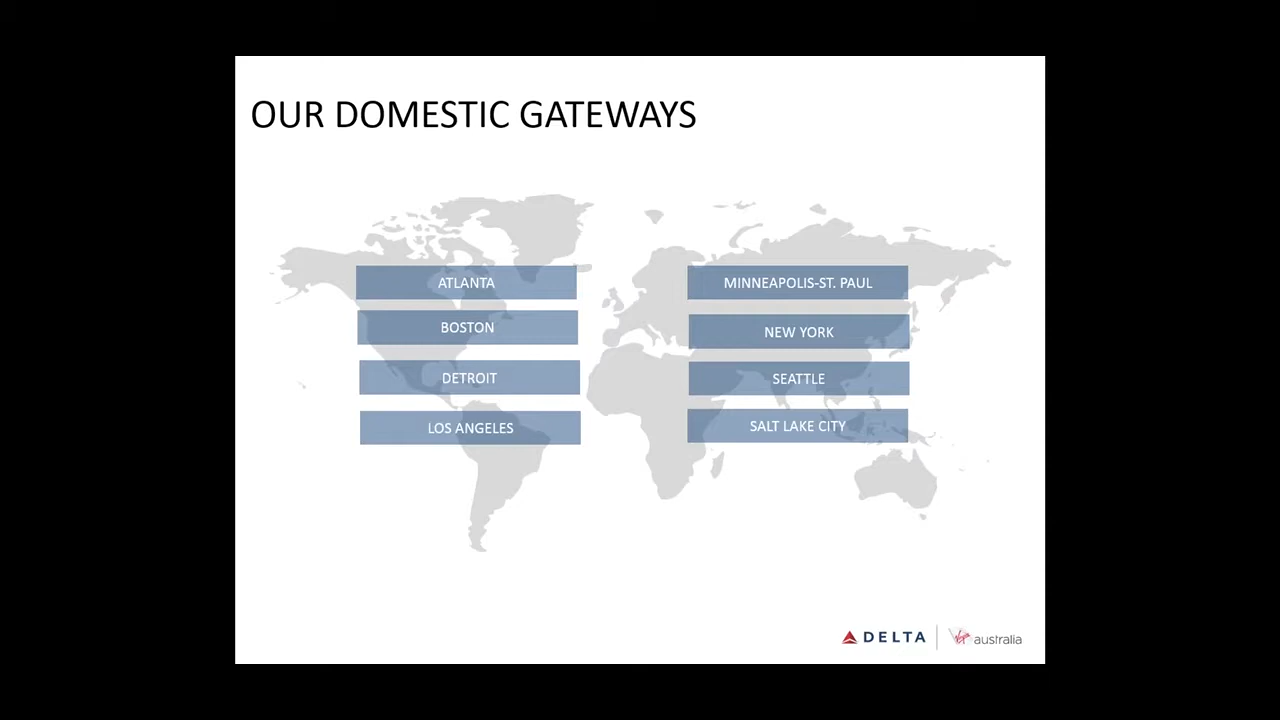 OUR DOMESTIC GATEWAYS
ATLANTA
BOSTON
DETROIT
LOS ANGELES
MINNEAPOLIS-ST. PAUL
NEW YORK
SEATTLE
SALT LAKE CITY
DELTA
Virgin australia